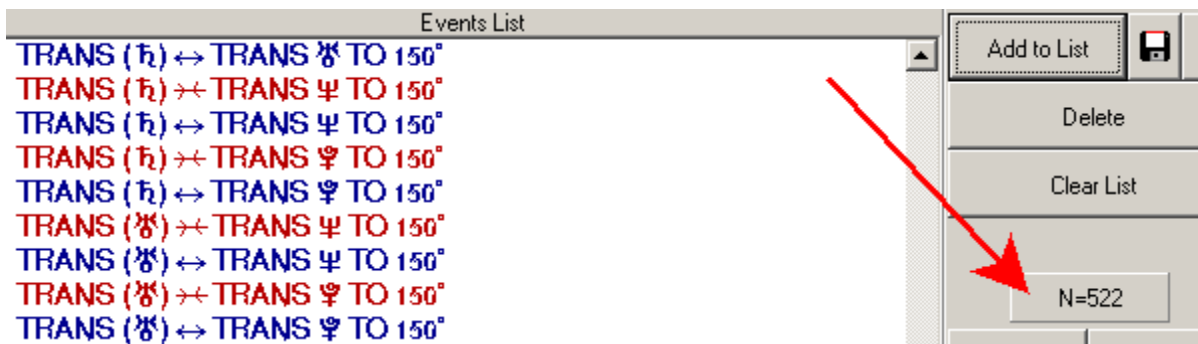 Events List
TRANS (♄) ↔ TRANS ♅ TO 150°
TRANS (♄) →← TRANS ♆ TO 150°
TRANS (♄) ↔ TRANS ♆ TO 150°
TRANS (♄) →← TRANS ♇ TO 150°
TRANS (♄) ↔ TRANS ♇ TO 150°
TRANS (♅) →← TRANS ♆ TO 150°
TRANS (♅) ↔ TRANS ♆ TO 150°
TRANS (♅) →← TRANS ♇ TO 150°
TRANS (♅) ↔ TRANS ♇ TO 150°
Add to List
Delete
Clear List
N=522